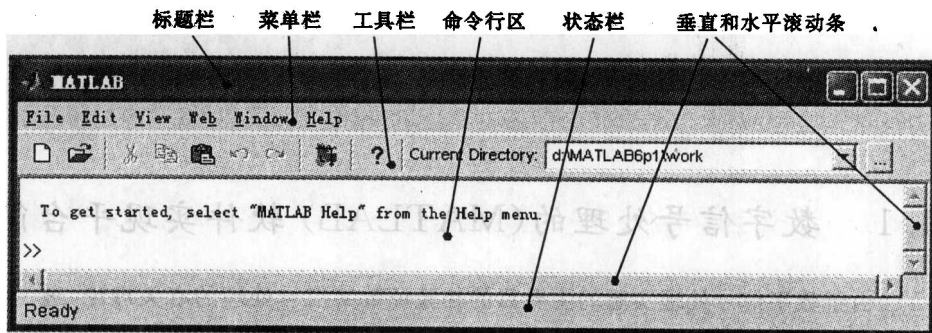 标题栏 菜单栏 工具栏 命令行区 状态栏 垂直和水平滚动条
MATLAB
File Edit View Web Window Help
? Current Directory: d:\MATLAB6p1\work ...
To get started, select "MATLAB Help" from the Help menu.
>>
Ready